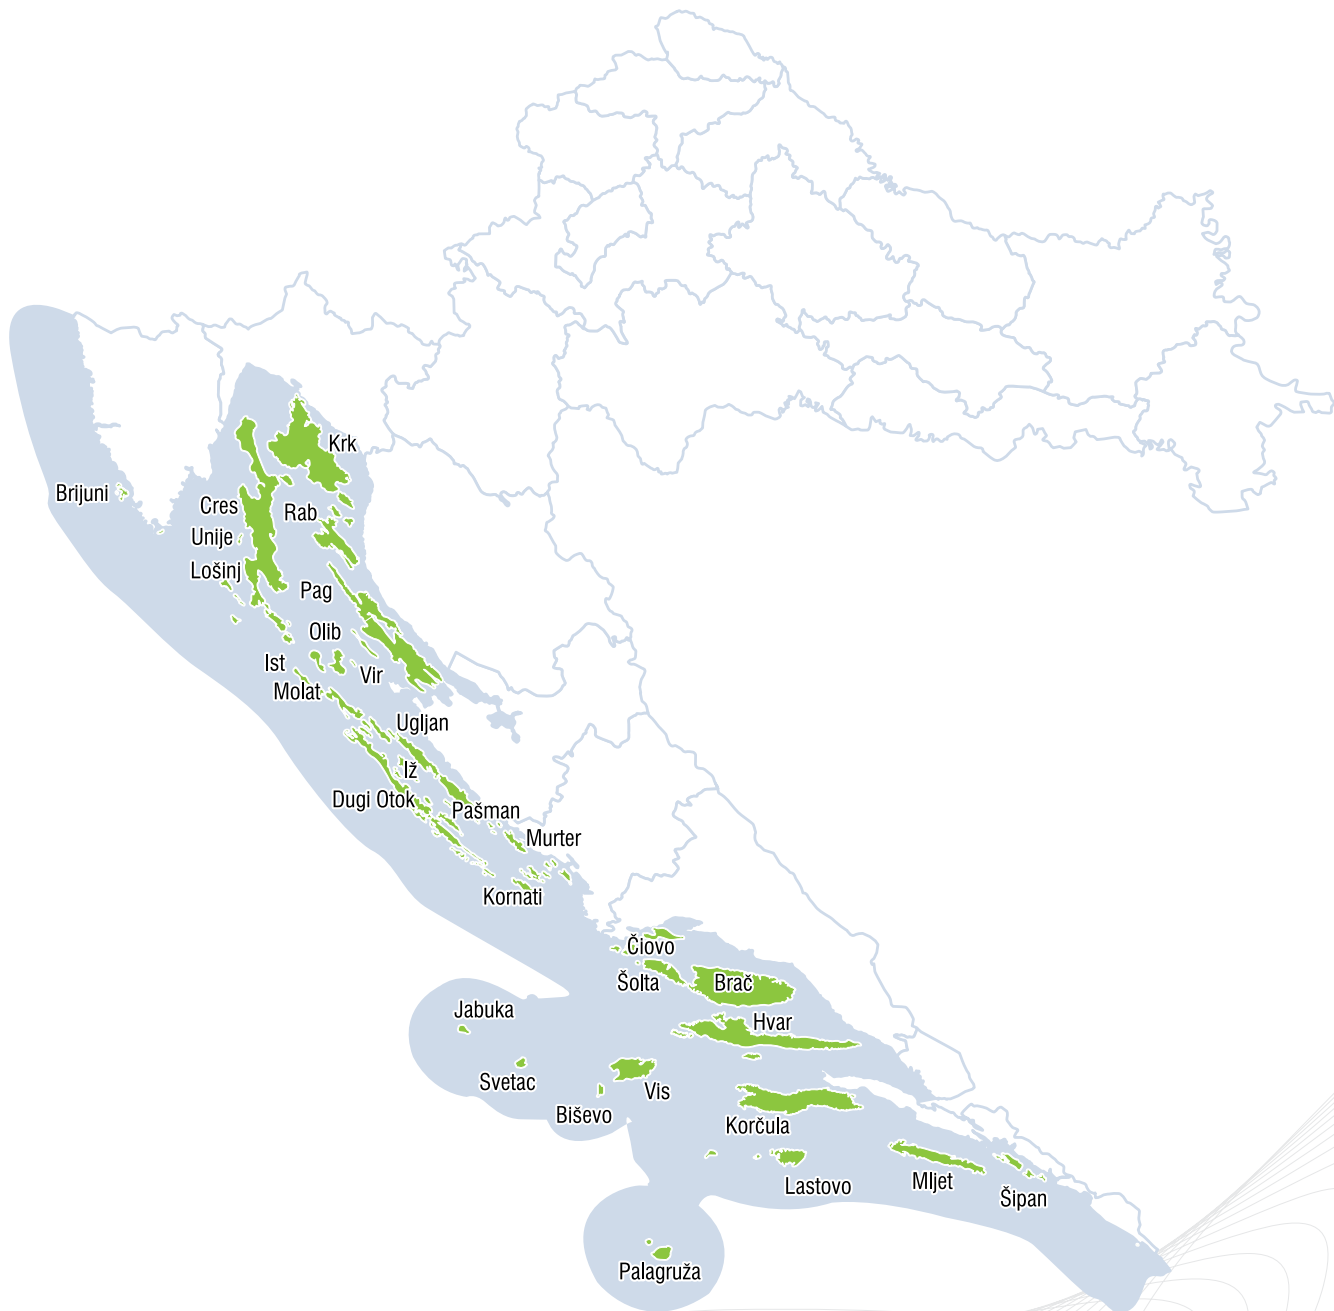 Krk
Brijuni
Cres
Rab
Unije
Lošinj
Pag
Olib
Ist
Vir
Molat
Ugljan
Iž
Dugi Otok
Pašman
Murter
Kornati
Čiovo
Šolta
Brač
Jabuka
Hvar
Svetac
Vis
Biševo
Korčula
Lastovo
Mljet
Šipan
Palagruža